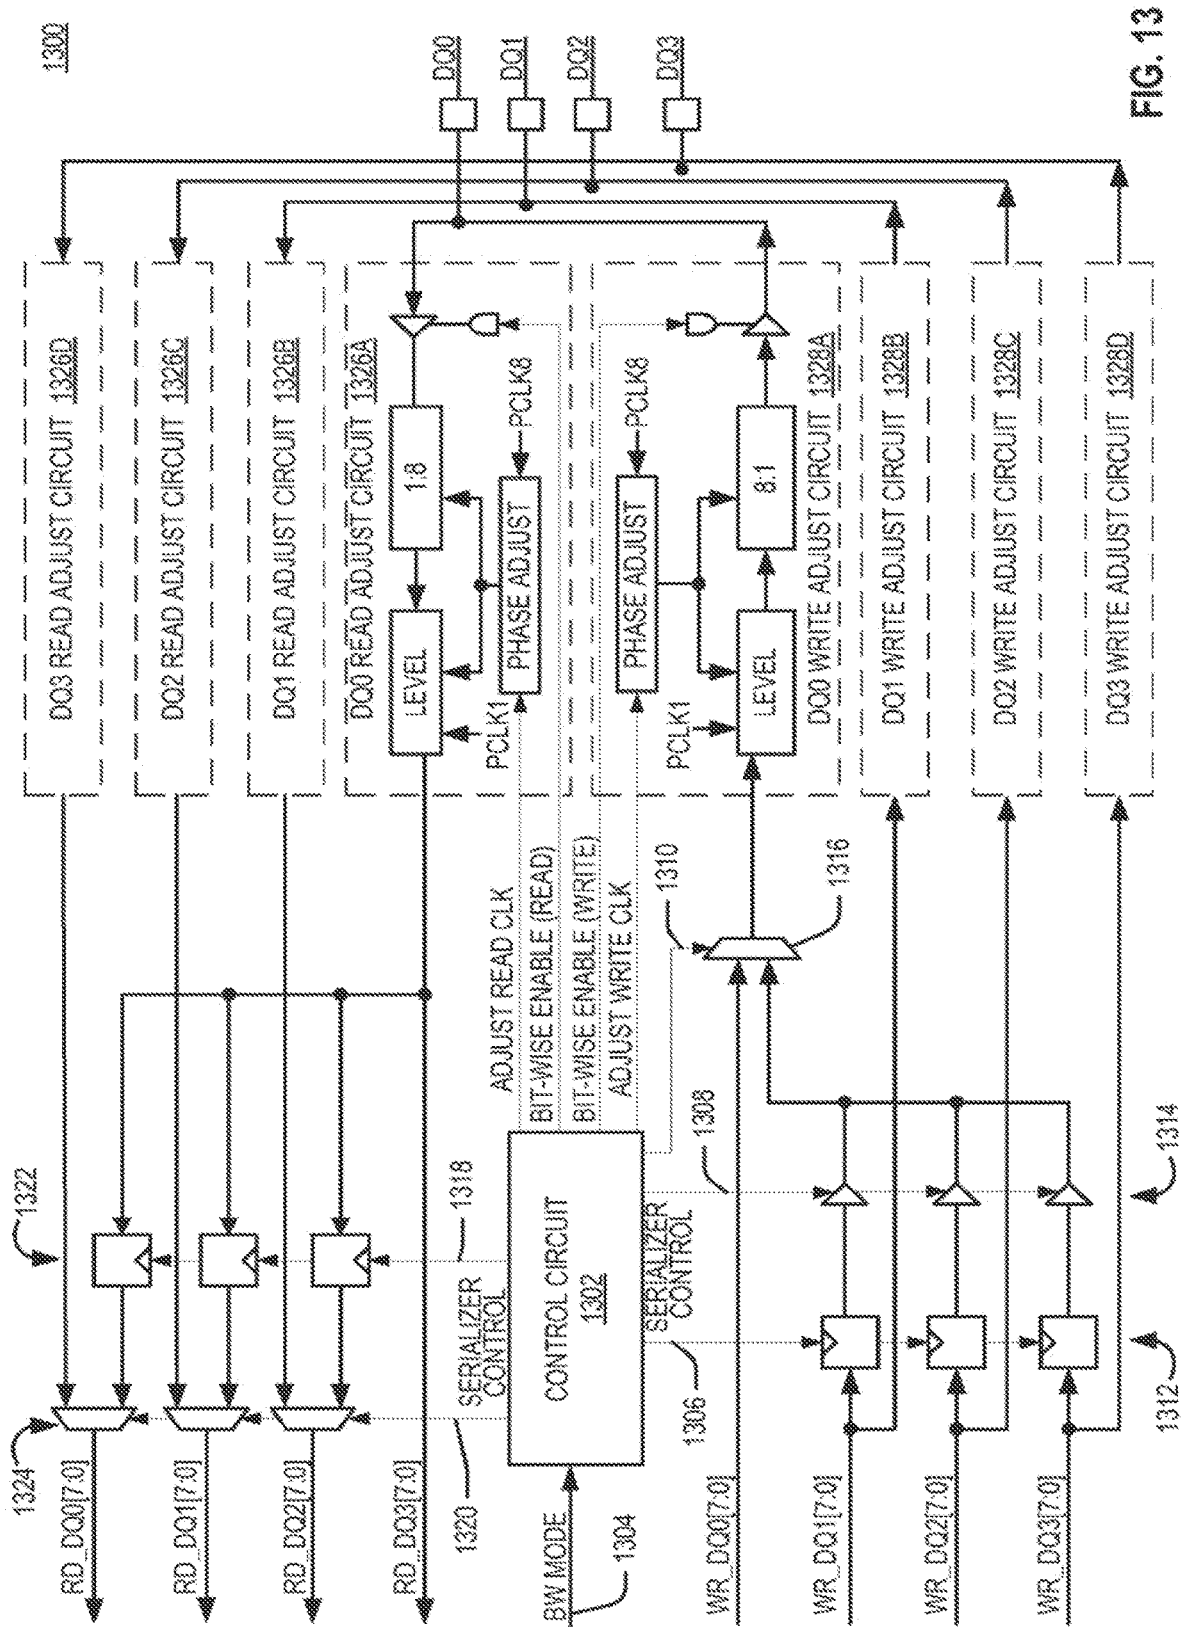 1300
DQ0
DQ1
DQ2
DQ3
FIG. 13
DQ3 READ ADJUST CIRCUIT 1326D
DQ2 READ ADJUST CIRCUIT 1326C
DQ1 READ ADJUST CIRCUIT 1326B
DQ0 READ ADJUST CIRCUIT 1326A
LEVEL
1:8
PCLK1
PHASE ADJUST
PCLK8
PHASE ADJUST
PCLK8
PCLK1
LEVEL
8:1
DQ0 WRITE ADJUST CIRCUIT 1328A
DQ1 WRITE ADJUST CIRCUIT 1328B
DQ2 WRITE ADJUST CIRCUIT 1328C
DQ3 WRITE ADJUST CIRCUIT 1328D
ADJUST READ CLK
BIT-WISE ENABLE (READ)
BIT-WISE ENABLE (WRITE)
ADJUST WRITE CLK
1310
1316
1322
1318
1308
1314
1324
1320
SERIALIZER
CONTROL
CONTROL CIRCUIT
1302
SERIALIZER
CONTROL
1306
1312
RD_DQ0[7:0]
RD_DQ1[7:0]
RD_DQ2[7:0]
RD_DQ3[7:0]
BW MODE
1304
WR_DQ0[7:0]
WR_DQ1[7:0]
WR_DQ2[7:0]
WR_DQ3[7:0]